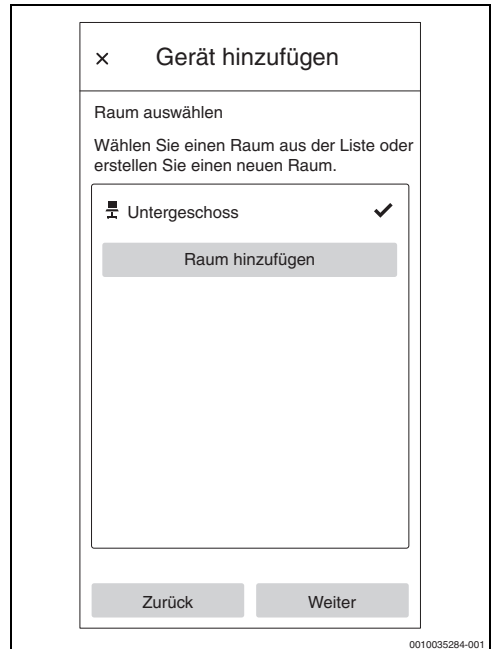 × Gerät hinzufügen
Raum auswählen
Wählen Sie einen Raum aus der Liste oder
erstellen Sie einen neuen Raum.
Untergeschoss
Raum hinzufügen
Zurück Weiter
0010035284-001